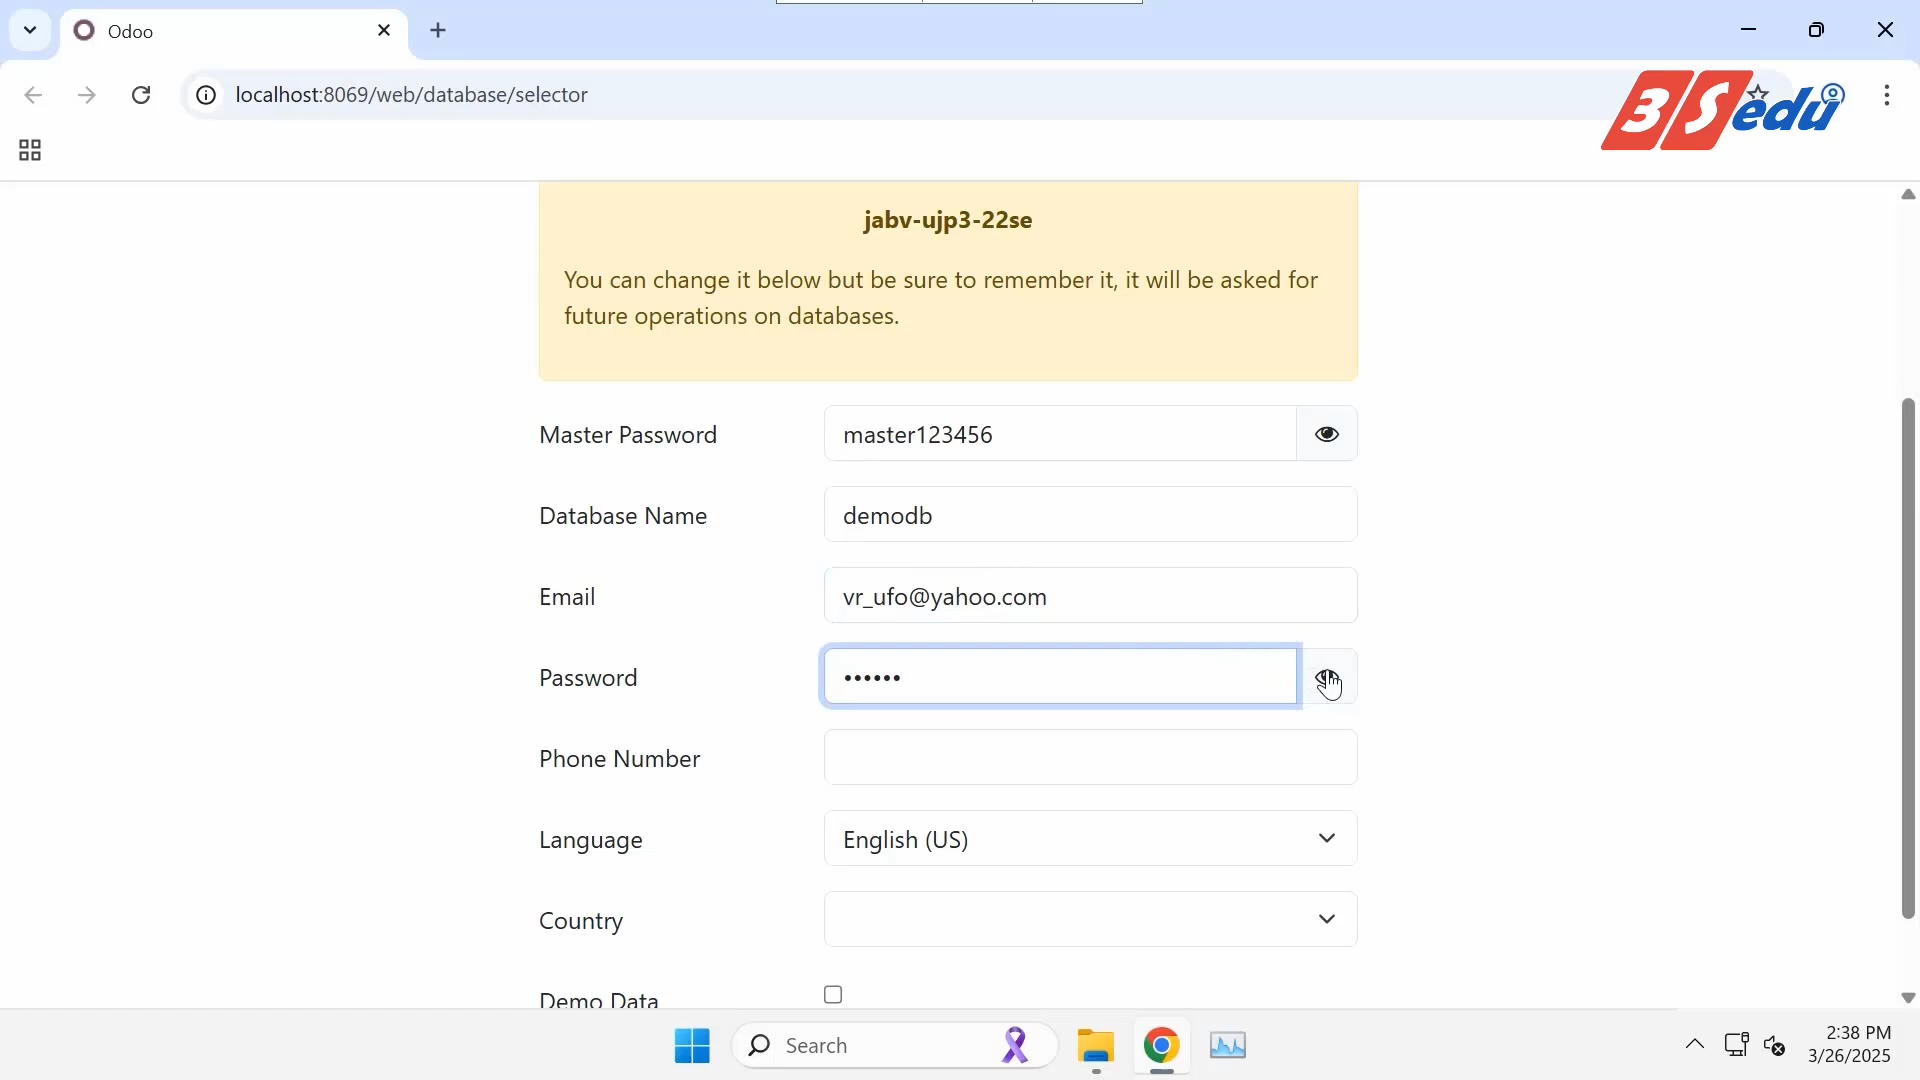 Odoo
localhost:8069/web/database/selector
3Sedu
jabv-ujp3-22se
You can change it below but be sure to remember it, it will be asked for
future operations on databases.
Master Password
master123456
Database Name
demodb
Email
vr_ufo@yahoo.com
Password
••••••
Phone Number
Language
English (US)
Country
Demo Data
Search
2:38 PM
3/26/2025